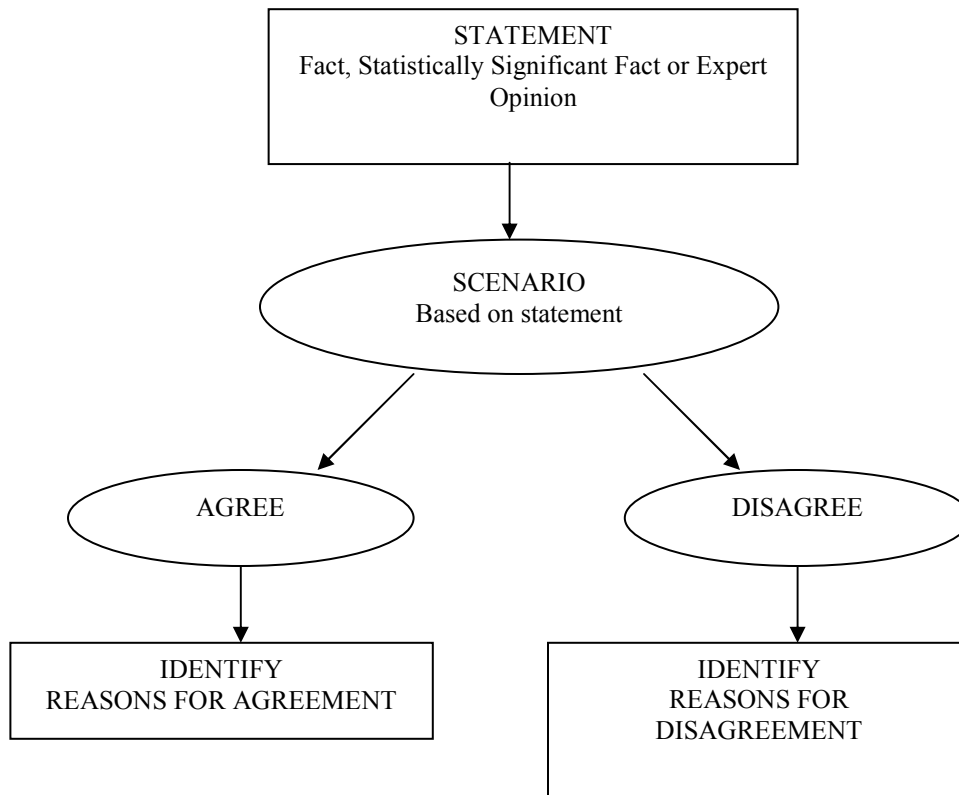 STATEMENT
Fact, Statistically Significant Fact or Expert
Opinion
SCENARIO
Based on statement
AGREE
DISAGREE
IDENTIFY
REASONS FOR AGREEMENT
IDENTIFY
REASONS FOR
DISAGREEMENT